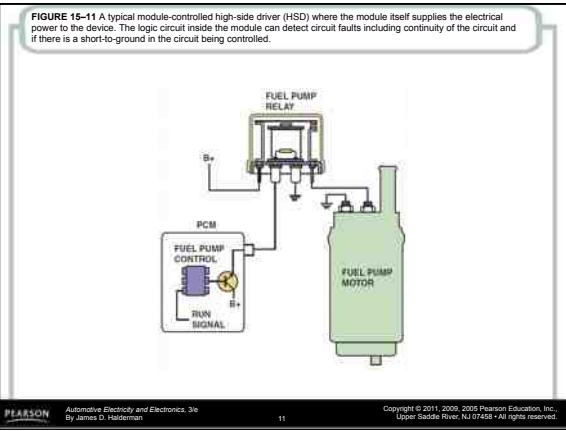 FIGURE 15–11 A typical module-controlled high-side driver (HSD) where the module itself supplies the electrical
power to the device. The logic circuit inside the module can detect circuit faults including continuity of the circuit and
if there is a short-to-ground in the circuit being controlled.
FUEL PUMP
RELAY
B+
PCM
FUEL PUMP
CONTROL
B+
RUN
SIGNAL
FUEL PUMP
MOTOR
PEARSON
Automotive Electricity and Electronics, 3/e
By James D. Halderman
11
Copyright © 2011, 2009, 2005 Pearson Education, Inc.,
Upper Saddle River, NJ 07458 • All rights reserved.